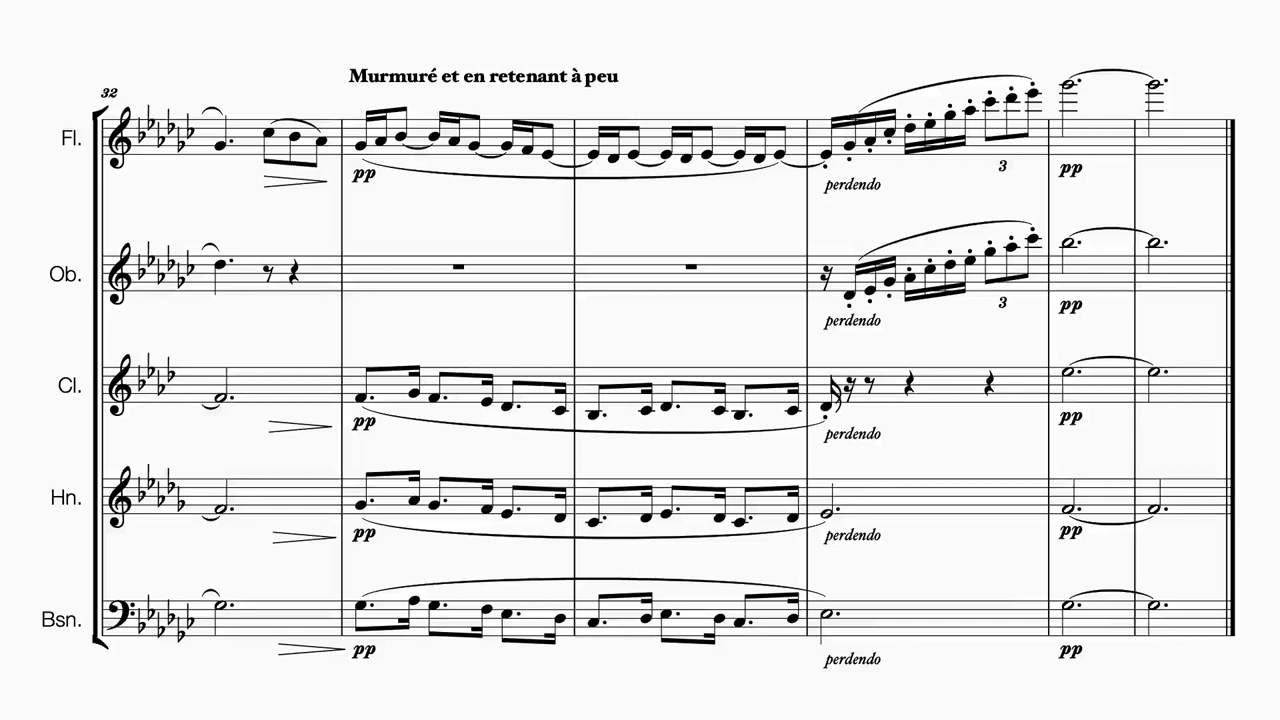 Murmuré et en retenant à peu
32
Fl.
pp
perdendo
3
pp
Ob.
perdendo
3
pp
Cl.
pp
perdendo
pp
Hn.
pp
perdendo
pp
Bsn.
pp
perdendo
pp